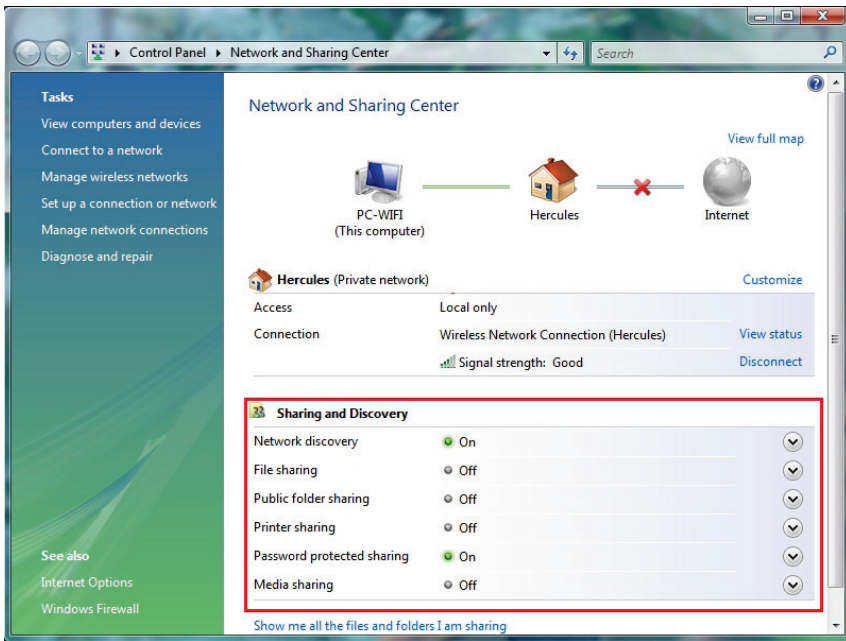 Control Panel ▸ Network and Sharing Center
Search
Tasks
View computers and devices
Connect to a network
Manage wireless networks
Set up a connection or network
Manage network connections
Diagnose and repair
See also
Internet Options
Windows Firewall
Network and Sharing Center
View full map
PC-WIFI
(This computer)
Hercules
Internet
Hercules (Private network) Customize
Access Local only
Connection Wireless Network Connection (Hercules) View status
Signal strength: Good Disconnect
Sharing and Discovery
Network discovery On
File sharing Off
Public folder sharing Off
Printer sharing Off
Password protected sharing On
Media sharing Off
Show me all the files and folders I am sharing